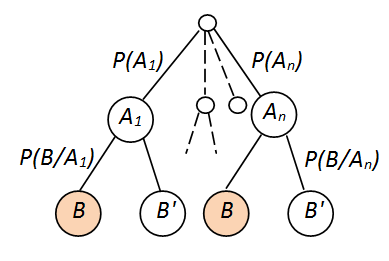 P(A₁) P(Aₙ)
A₁ Aₙ
P(B/A₁) P(B/Aₙ)
B B' B B'